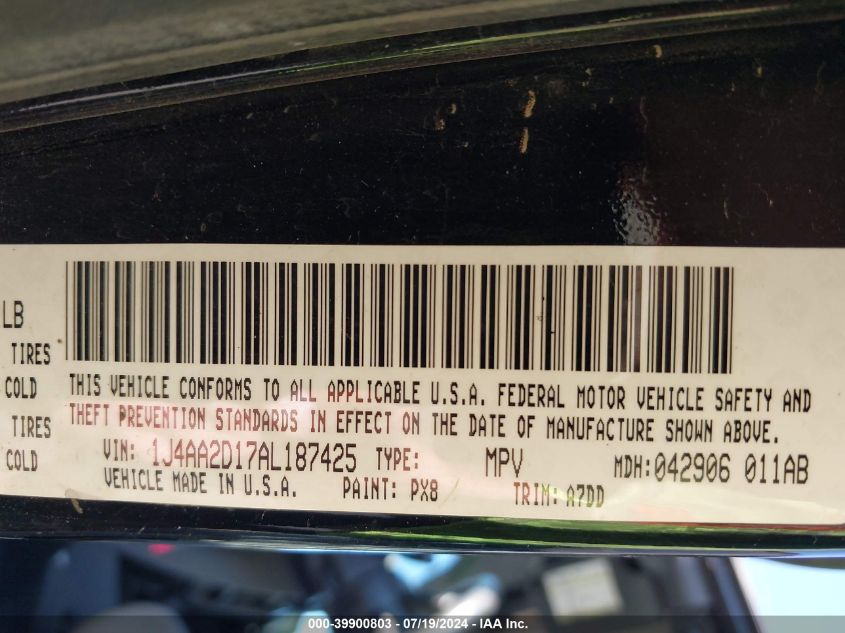 LB
TIRES
COLD
TIRES
COLD
THIS VEHICLE CONFORMS TO ALL APPLICABLE U.S.A. FEDERAL MOTOR VEHICLE SAFETY AND
THEFT PREVENTION STANDARDS IN EFFECT ON THE DATE OF MANUFACTURE SHOWN ABOVE.
VIN: 1J4AA2D17AL187425 TYPE: MPV MDH:042906 011AB
VEHICLE MADE IN U.S.A. PAINT: PX8 TRIM: A7DD
000-39900803 / 07/19/2024 - IAA Inc.